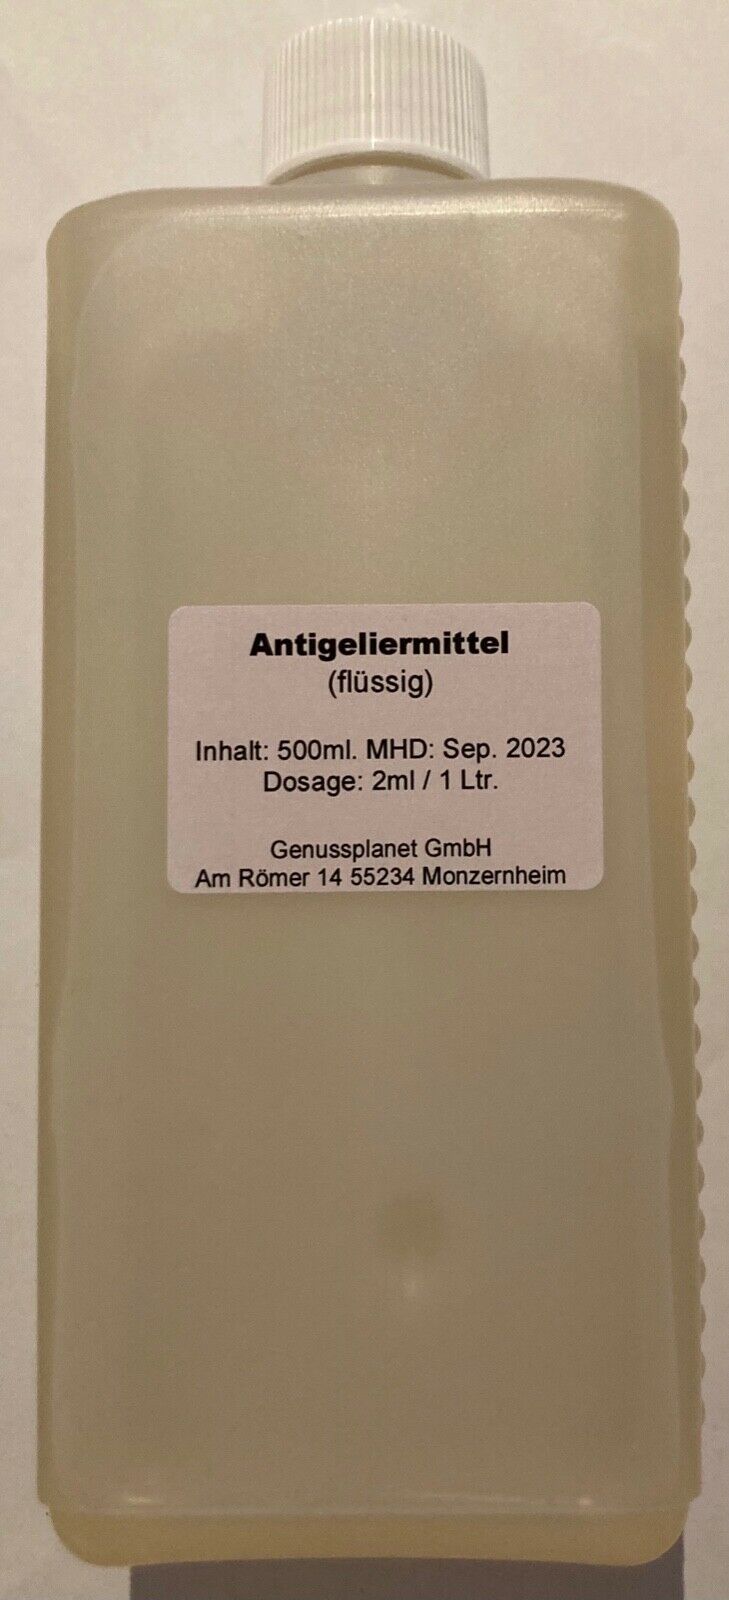 Antigeliermittel
(flüssig)
Inhalt: 500ml. MHD: Sep. 2023
Dosage: 2ml / 1 Ltr.
Genussplanet GmbH
Am Römer 14 55234 Monzernheim